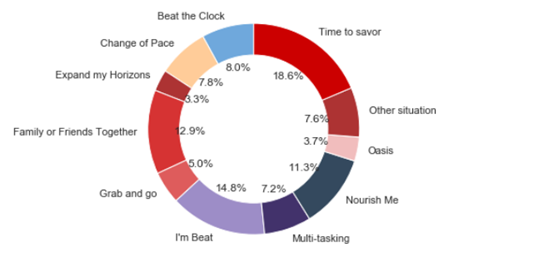 Beat the Clock
Time to savor
Change of Pace
8.0%
18.6%
Expand my Horizons
7.8%
3.3%
Other situation
7.6%
Family or Friends Together
12.9%
3.7%
Oasis
5.0%
11.3%
Grab and go
14.8%
7.2%
Nourish Me
I'm Beat
Multi-tasking